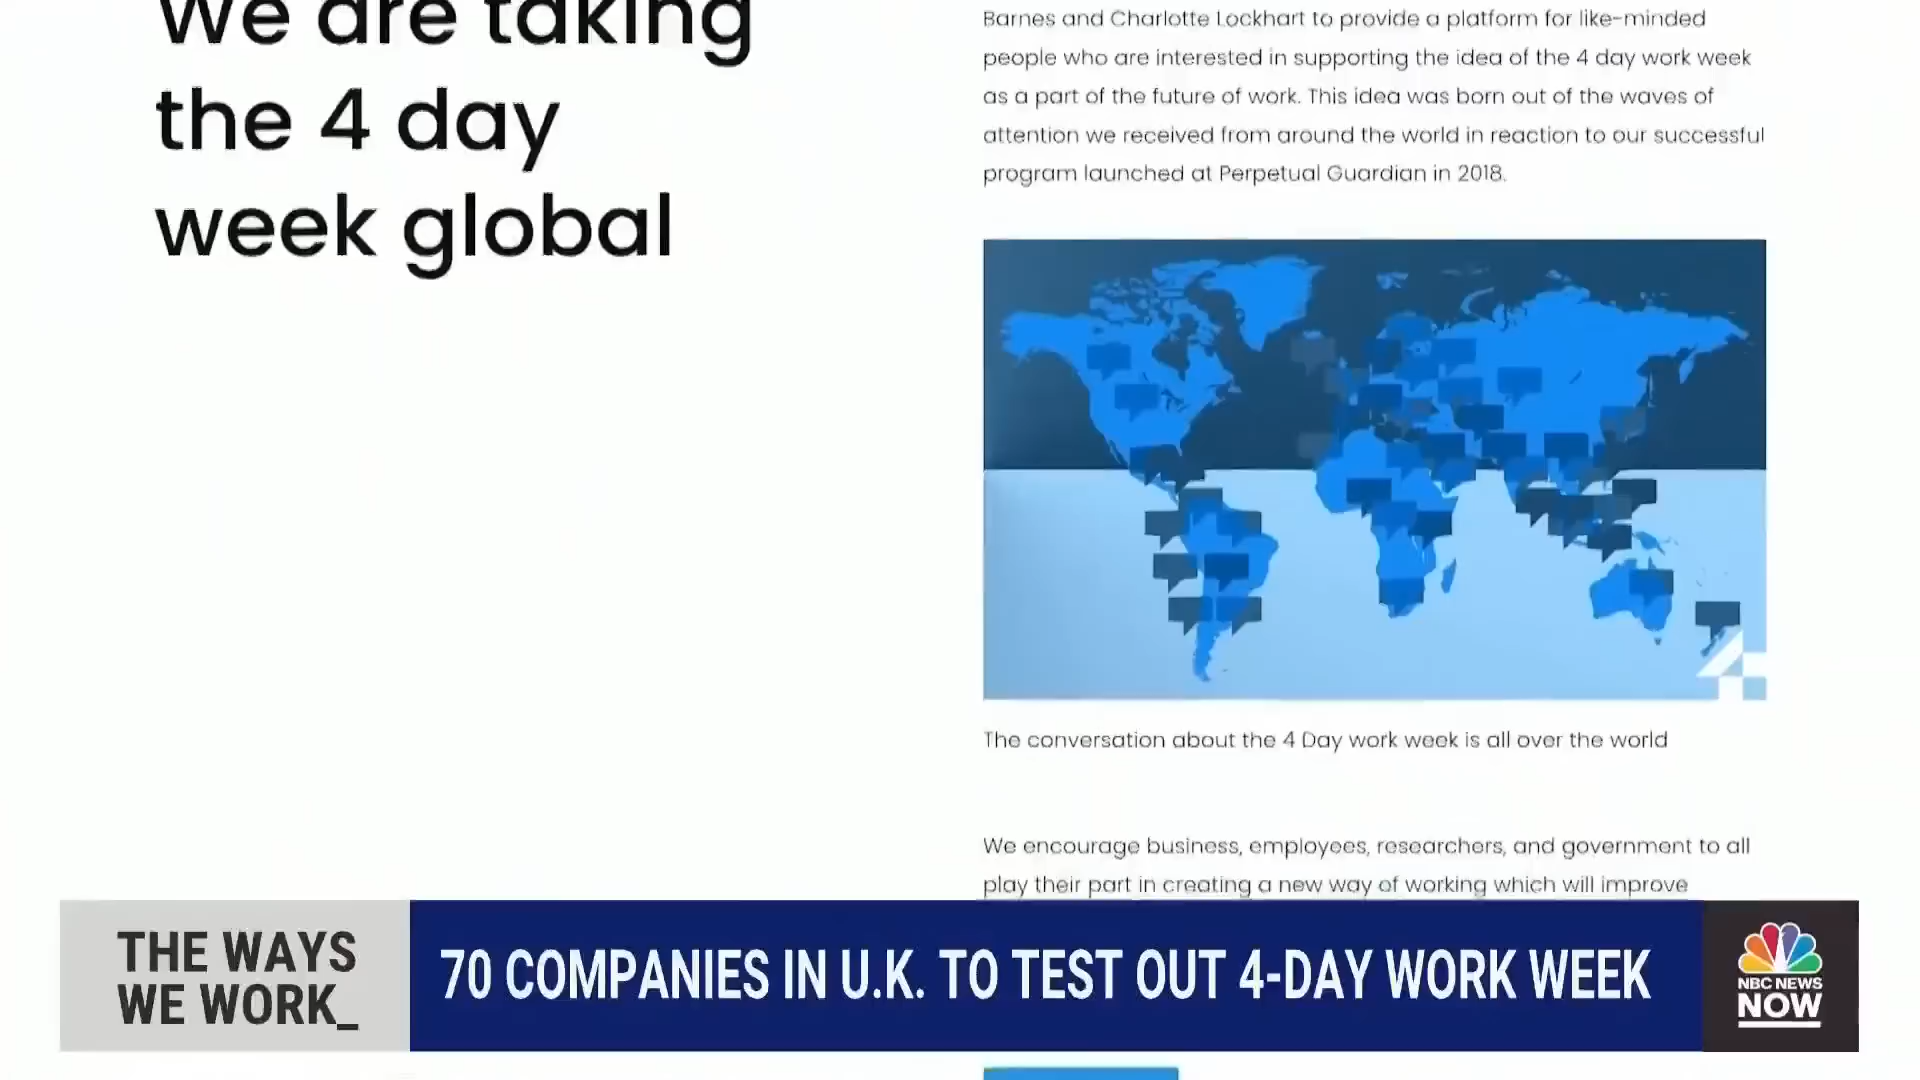 We are taking
the 4 day
week global
Barnes and Charlotte Lockhart to provide a platform for like-minded
people who are interested in supporting the idea of the 4 day work week
as a part of the future of work. This idea was born out of the waves of
attention we received from around the world in reaction to our successful
program launched at Perpetual Guardian in 2018.
The conversation about the 4 Day work week is all over the world
We encourage business, employees, researchers, and government to all
play their part in creating a new way of working which will improve
THE WAYS
WE WORK_
70 COMPANIES IN U.K. TO TEST OUT 4-DAY WORK WEEK
NBC NEWS
NOW